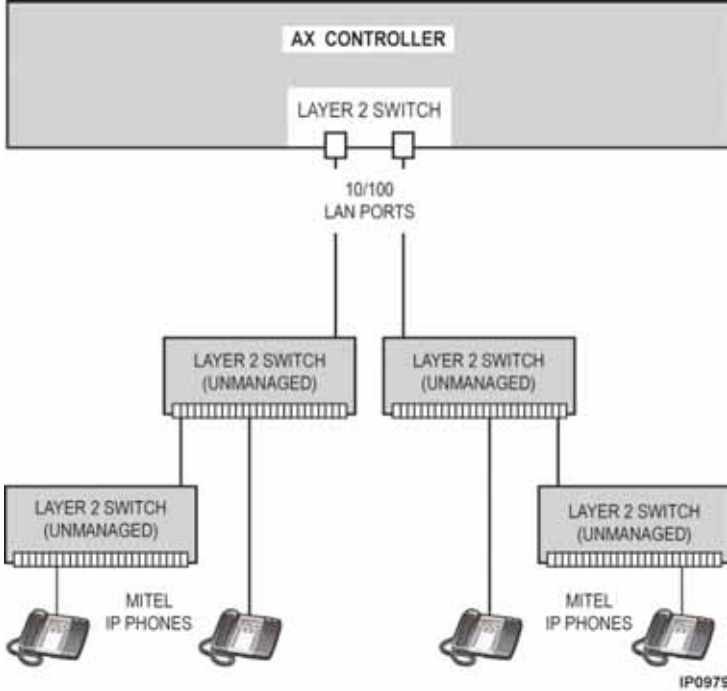 AX CONTROLLER
LAYER 2 SWITCH
10/100
LAN PORTS
LAYER 2 SWITCH
(UNMANAGED)
LAYER 2 SWITCH
(UNMANAGED)
LAYER 2 SWITCH
(UNMANAGED)
LAYER 2 SWITCH
(UNMANAGED)
MITEL
IP PHONES
MITEL
IP PHONES
IP0979